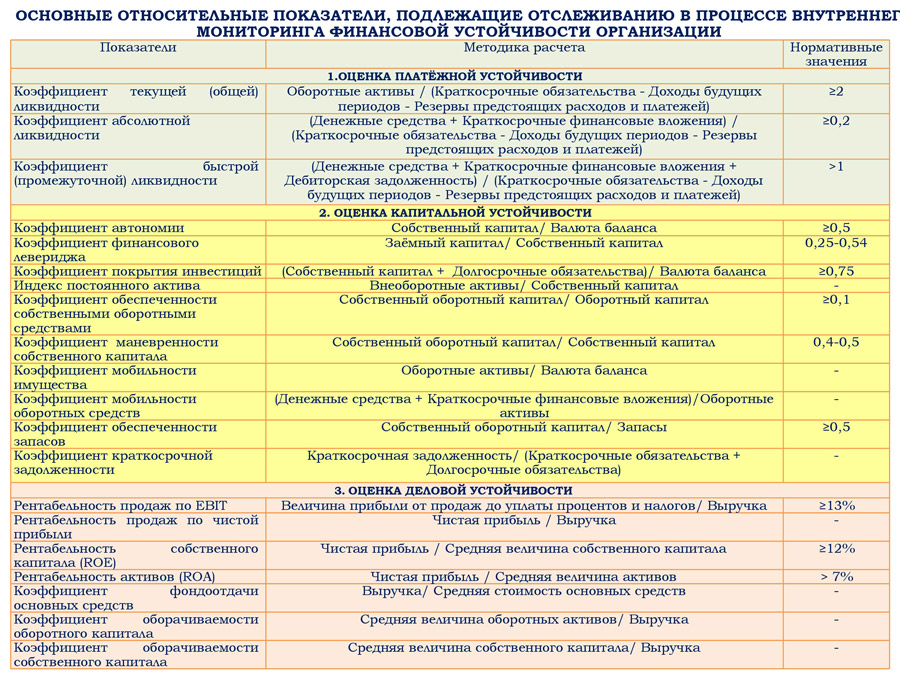 ОСНОВНЫЕ ОТНОСИТЕЛЬНЫЕ ПОКАЗАТЕЛИ, ПОДЛЕЖАЩИЕ ОТСЛЕЖИВАНИЮ В ПРОЦЕССЕ ВНУТРЕННЕГ
МОНИТОРИНГА ФИНАНСОВОЙ УСТОЙЧИВОСТИ ОРГАНИЗАЦИИ
Показатели Методика расчета Нормативные
значения
1.ОЦЕНКА ПЛАТЁЖНОЙ УСТОЙЧИВОСТИ
Коэффициент текущей (общей) Оборотные активы / (Краткосрочные обязательства - Доходы будущих ≥2
ликвидности периодов - Резервы предстоящих расходов и платежей)
Коэффициент абсолютной (Денежные средства + Краткосрочные финансовые вложения) / ≥0,2
ликвидности (Краткосрочные обязательства - Доходы будущих периодов - Резервы
предстоящих расходов и платежей)
Коэффициент быстрой (Денежные средства + Краткосрочные финансовые вложения + >1
(промежуточной) ликвидности Дебиторская задолженность) / (Краткосрочные обязательства - Доходы
будущих периодов - Резервы предстоящих расходов и платежей)
2. ОЦЕНКА КАПИТАЛЬНОЙ УСТОЙЧИВОСТИ
Коэффициент автономии Собственный капитал/ Валюта баланса ≥0,5
Коэффициент финансового Заёмный капитал/ Собственный капитал 0,25-0,54
левериджа
Коэффициент покрытия инвестиций (Собственный капитал + Долгосрочные обязательства)/ Валюта баланса ≥0,75
Индекс постоянного актива Внеоборотные активы/ Собственный капитал -
Коэффициент обеспеченности Собственный оборотный капитал/ Оборотный капитал ≥0,1
собственными оборотными
средствами
Коэффициент маневренности Собственный оборотный капитал/ Собственный капитал 0,4-0,5
собственного капитала
Коэффициент мобильности Оборотные активы/ Валюта баланса -
имущества
Коэффициент мобильности (Денежные средства + Краткосрочные финансовые вложения)/Оборотные -
оборотных средств активы
Коэффициент обеспеченности Собственный оборотный капитал/ Запасы ≥0,5
запасов
Коэффициент краткосрочной Краткосрочная задолженность/ (Краткосрочные обязательства + -
задолженности Долгосрочные обязательства)
3. ОЦЕНКА ДЕЛОВОЙ УСТОЙЧИВОСТИ
Рентабельность продаж по EBIT Величина прибыли от продаж до уплаты процентов и налогов/ Выручка ≥13%
Рентабельность продаж по чистой Чистая прибыль / Выручка -
прибыли
Рентабельность собственного Чистая прибыль / Средняя величина собственного капитала ≥12%
капитала (ROE)
Рентабельность активов (ROA) Чистая прибыль / Средняя величина активов > 7%
Коэффициент фондоотдачи Выручка/ Средняя стоимость основных средств -
основных средств
Коэффициент оборачиваемости Средняя величина оборотных активов/ Выручка -
оборотного капитала
Коэффициент оборачиваемости Средняя величина собственного капитала/ Выручка -
собственного капитала